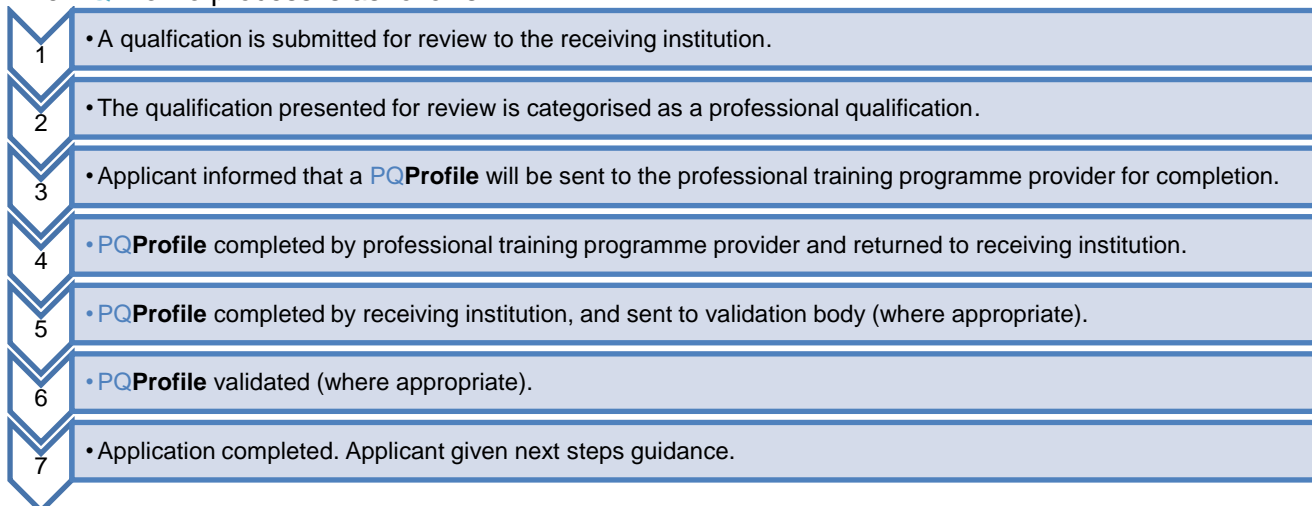 1
• A qualfication is submitted for review to the receiving institution.
2
• The qualification presented for review is categorised as a professional qualification.
3
• Applicant informed that a PQProfile will be sent to the professional training programme provider for completion.
4
• PQProfile completed by professional training programme provider and returned to receiving institution.
5
• PQProfile completed by receiving institution, and sent to validation body (where appropriate).
6
• PQProfile validated (where appropriate).
7
• Application completed. Applicant given next steps guidance.